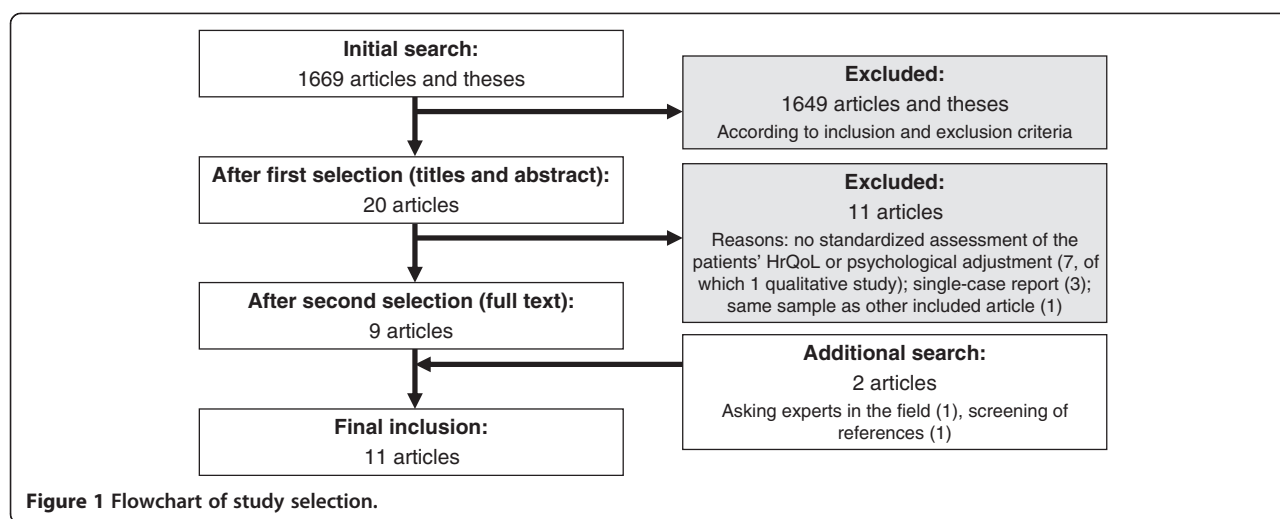 Initial search:
1669 articles and theses
Excluded:
1649 articles and theses
According to inclusion and exclusion criteria
After first selection (titles and abstract):
20 articles
Excluded:
11 articles
Reasons: no standardized assessment of the
patients' HrQoL or psychological adjustment (7, of
which 1 qualitative study); single-case report (3);
same sample as other included article (1)
After second selection (full text):
9 articles
Additional search:
2 articles
Asking experts in the field (1), screening of
references (1)
Final inclusion:
11 articles
Figure 1 Flowchart of study selection.